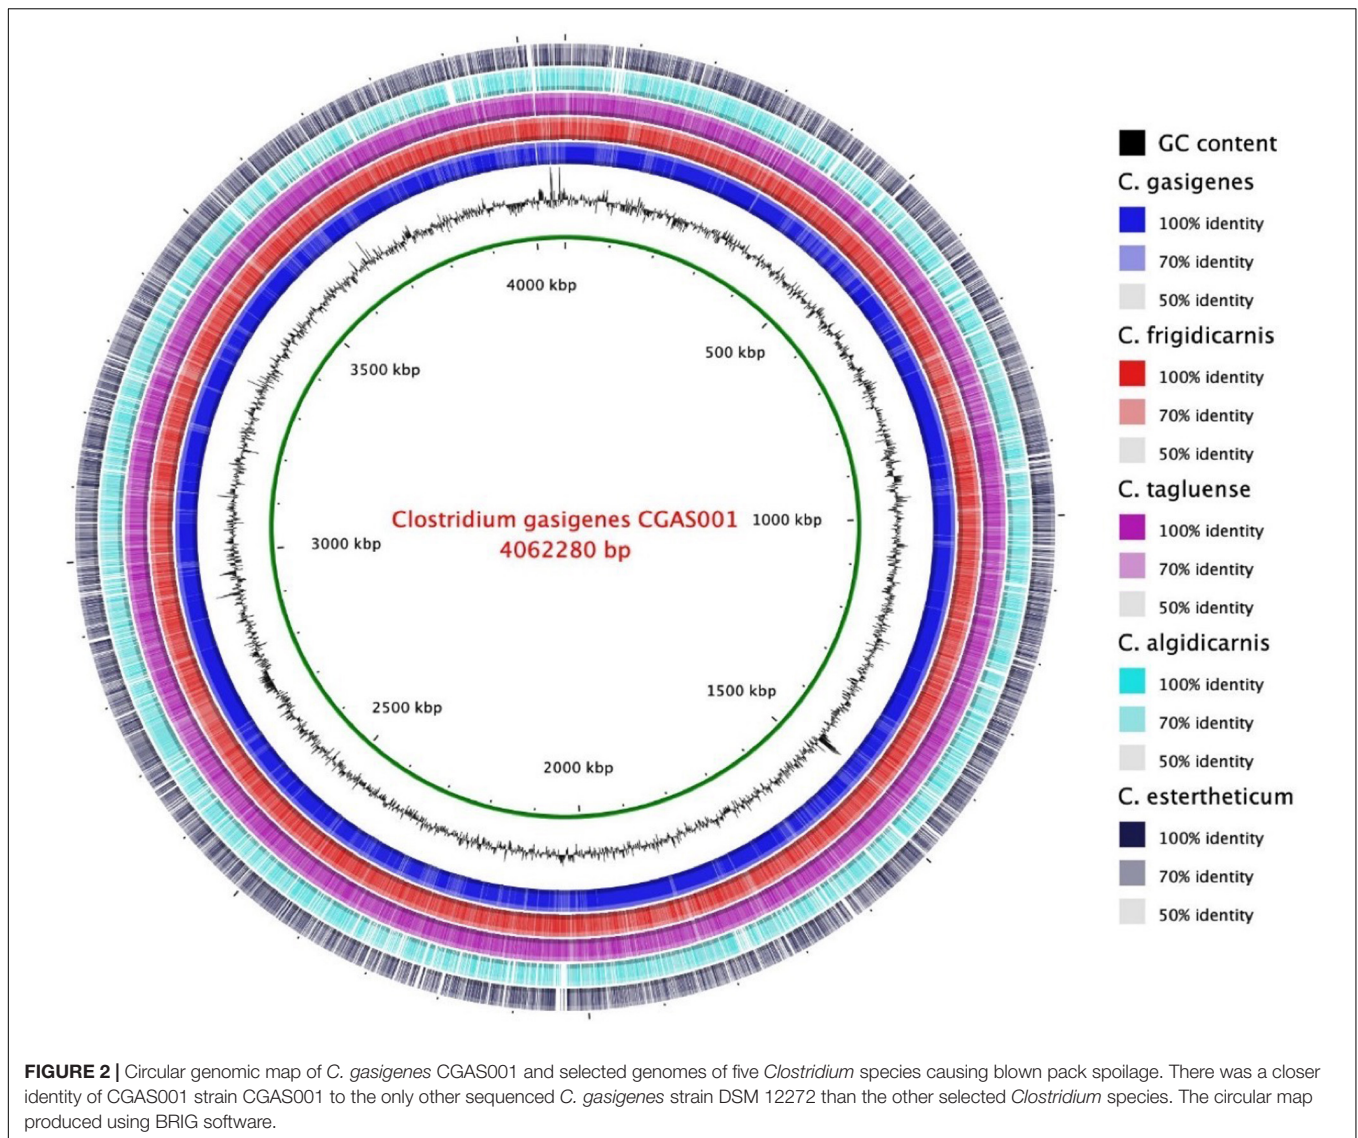 4000 kbp
500 kbp
3500 kbp
Clostridium gasigenes CGAS001
4062280 bp
1000 kbp
3000 kbp
1500 kbp
2500 kbp
2000 kbp
GC content
C. gasigenes
100% identity
70% identity
50% identity
C. frigidicarnis
100% identity
70% identity
50% identity
C. tagluense
100% identity
70% identity
50% identity
C. algidicarnis
100% identity
70% identity
50% identity
C. estertheticum
100% identity
70% identity
50% identity
FIGURE 2 | Circular genomic map of C. gasigenes CGAS001 and selected genomes of five Clostridium species causing blown pack spoilage. There was a closer
identity of CGAS001 strain CGAS001 to the only other sequenced C. gasigenes strain DSM 12272 than the other selected Clostridium species. The circular map
produced using BRIG software.